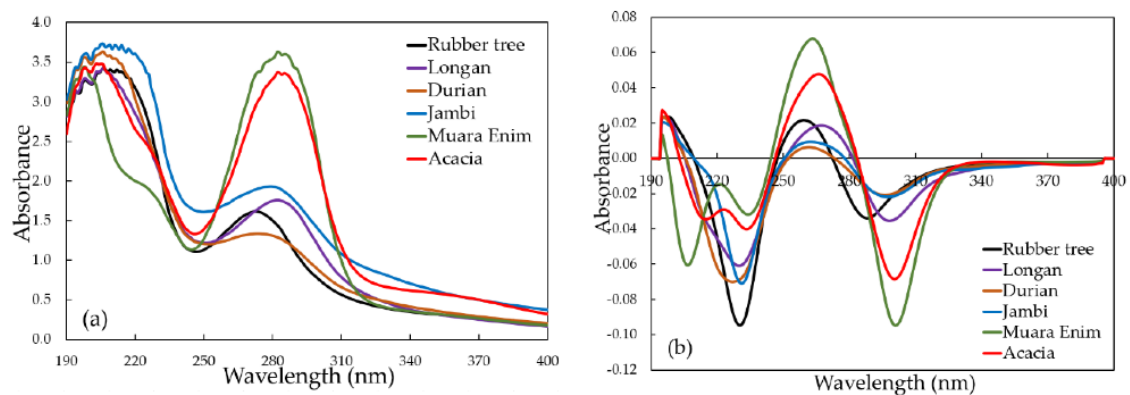 (a)
4.0
3.5
3.0
2.5
2.0
1.5
1.0
0.5
0.0
Absorbance
Rubber tree
Longan
Durian
Jambi
Muara Enim
Acacia
190 220 250 280 310 340 370 400
Wavelength (nm)
0.08
0.06
0.04
0.02
0.00
-0.02
-0.04
-0.06
-0.08
-0.10
-0.12
Absorbance
190 220 250 280 310 340 370 400
Rubber tree
Longan
Durian
Jambi
Muara Enim
Acacia
(b)
Wavelength (nm)